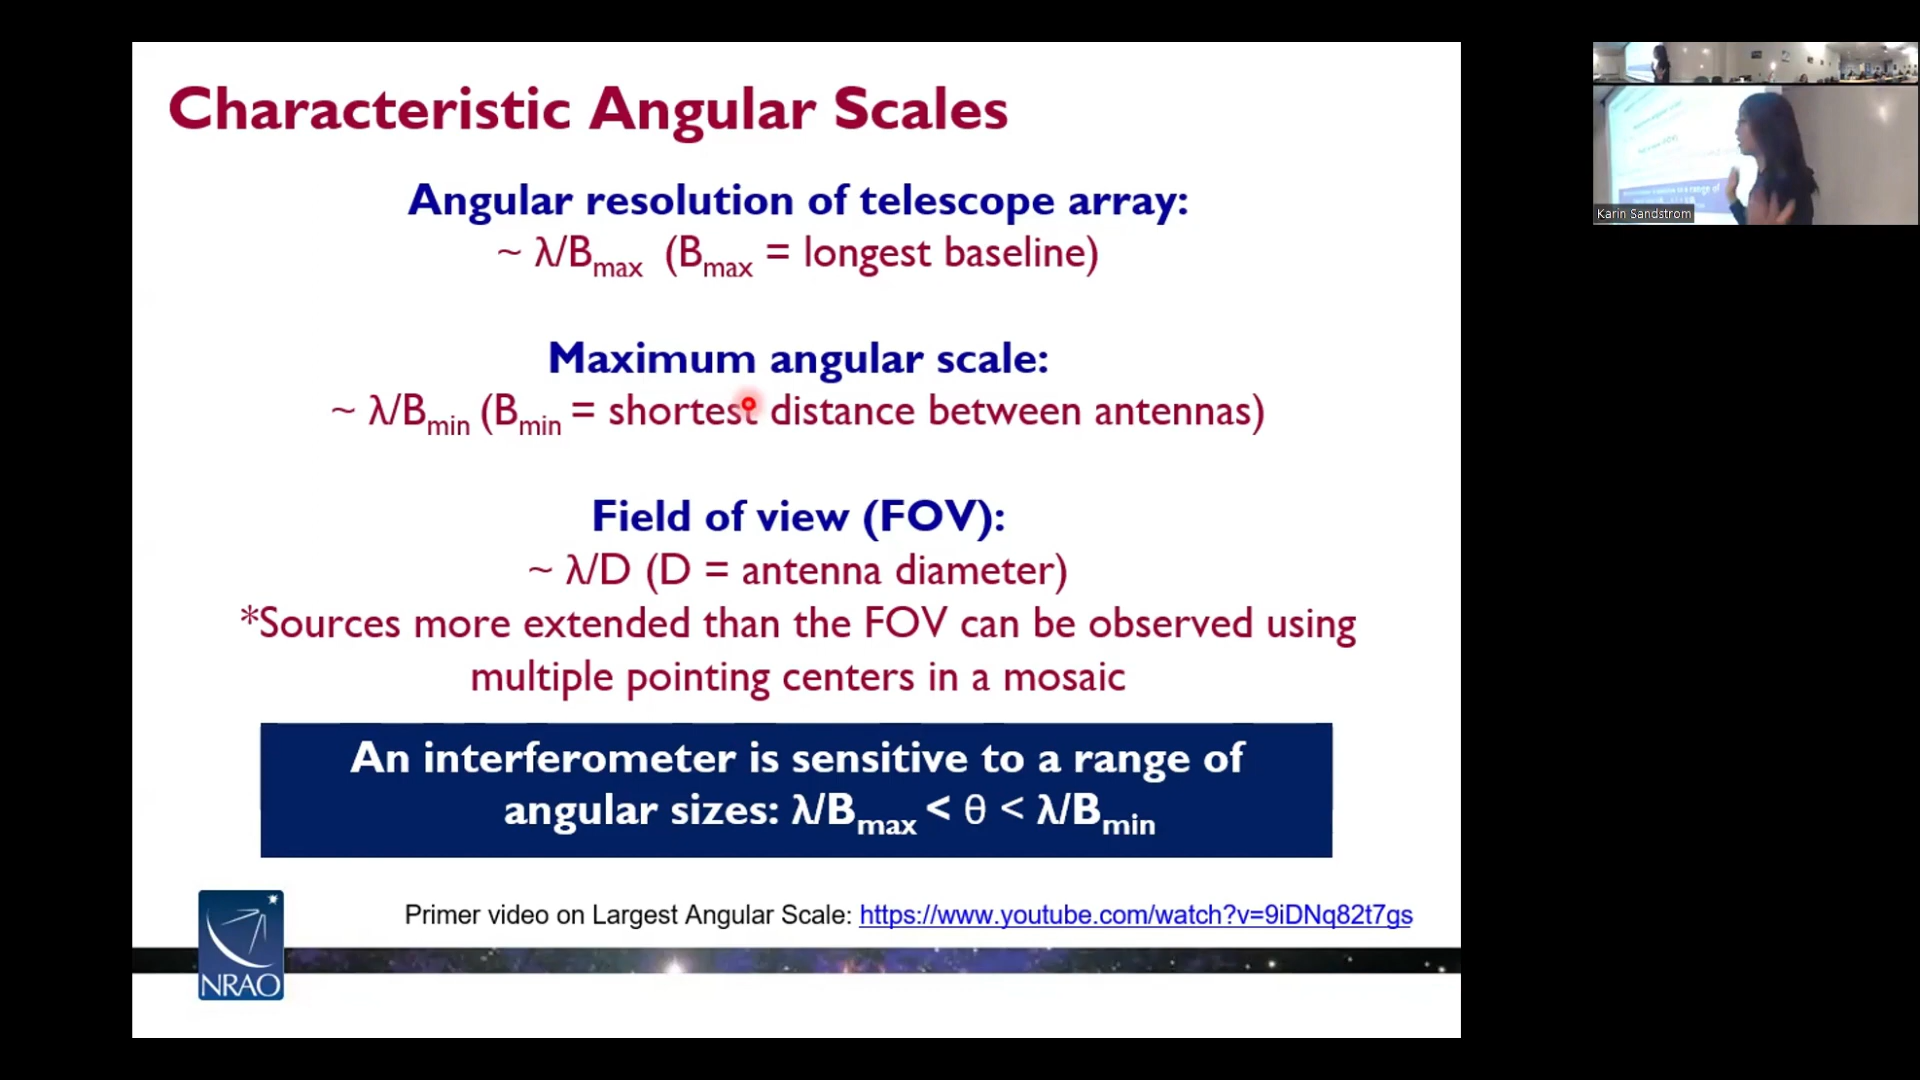 Characteristic Angular Scales
Angular resolution of telescope array:
~ λ/Bmax (Bmax = longest baseline)
Maximum angular scale:
~ λ/Bmin (Bmin = shortest distance between antennas)
Field of view (FOV):
~ λ/D (D = antenna diameter)
*Sources more extended than the FOV can be observed using
multiple pointing centers in a mosaic
An interferometer is sensitive to a range of
angular sizes: λ/Bmax < θ < λ/Bmin
Primer video on Largest Angular Scale: https://www.youtube.com/watch?v=9iDNq82t7gs
NRAO
Karin Sandstrom